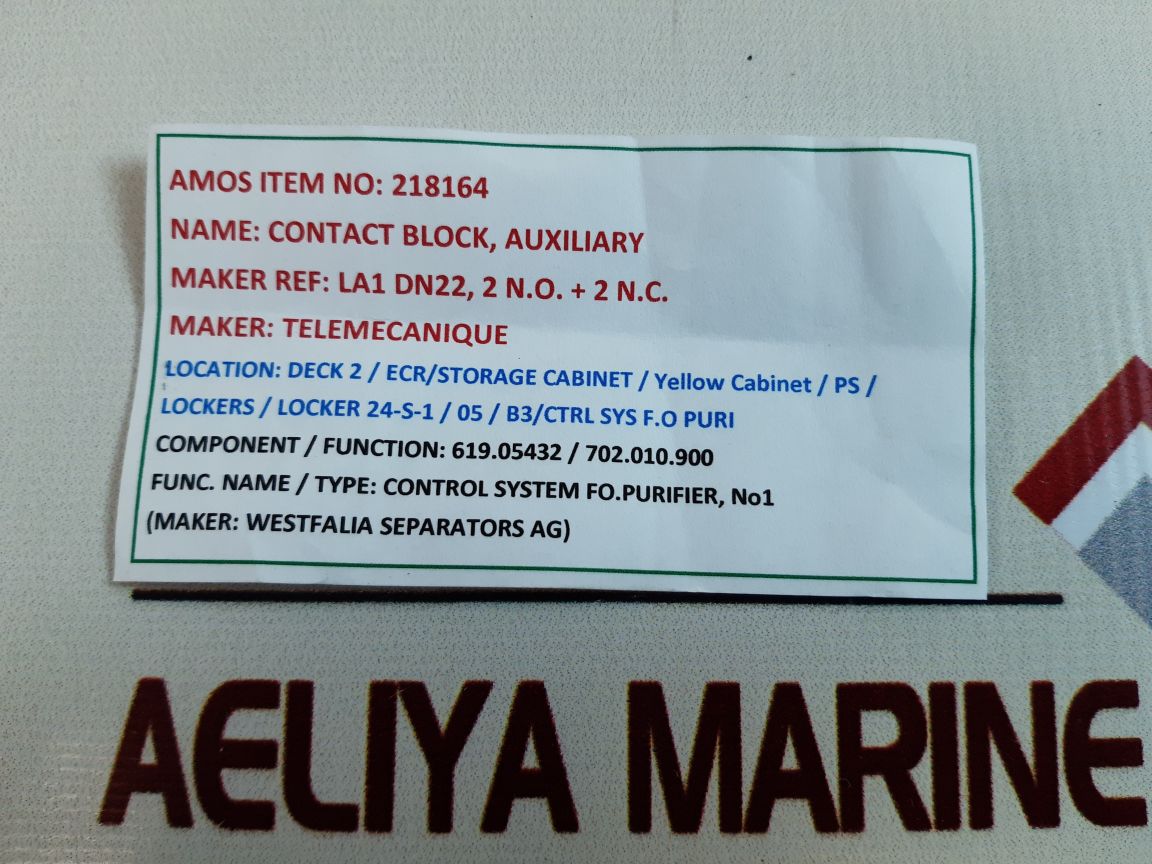 AMOS ITEM NO: 218164
NAME: CONTACT BLOCK, AUXILIARY
MAKER REF: LA1 DN22, 2 N.O. + 2 N.C.
MAKER: TELEMECANIQUE
LOCATION: DECK 2 / ECR/STORAGE CABINET / Yellow Cabinet / PS /
LOCKERS / LOCKER 24-S-1 / 05 / B3/CTRL SYS F.O PURI
COMPONENT / FUNCTION: 619.05432 / 702.010.900
FUNC. NAME / TYPE: CONTROL SYSTEM FO.PURIFIER, No1
(MAKER: WESTFALIA SEPARATORS AG)
AELIYA MARINE